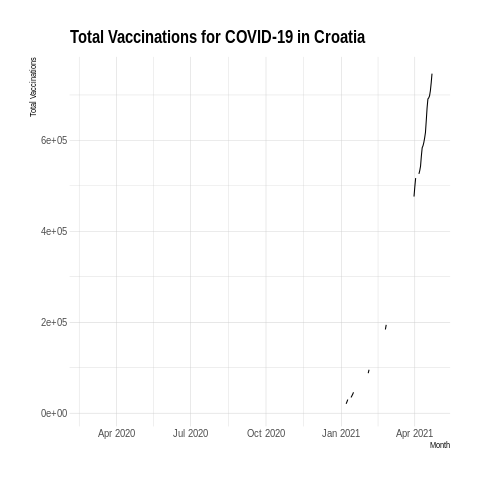 Total Vaccinations for COVID-19 in Croatia
Total Vaccinations
6e+05
4e+05
2e+05
0e+00
Apr 2020 Jul 2020 Oct 2020 Jan 2021 Apr 2021
Month